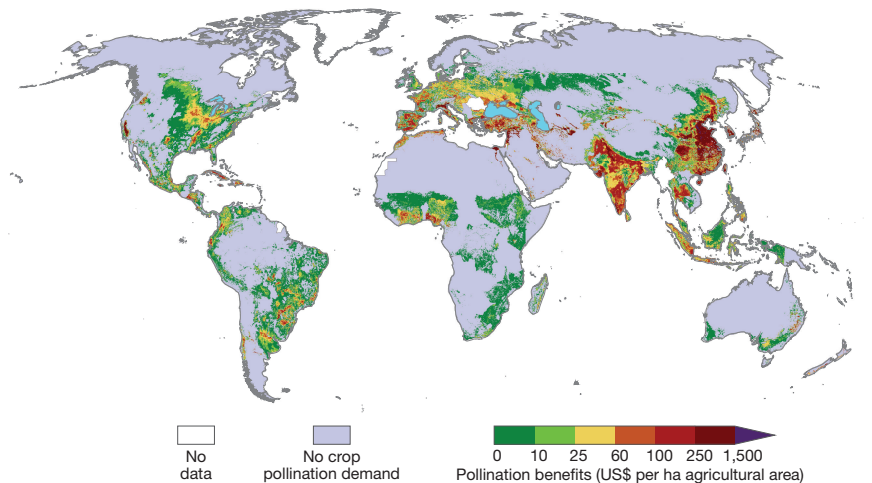 No
data
No crop
pollination demand
0 10 25 60 100 250 1,500
Pollination benefits (US$ per ha agricultural area)